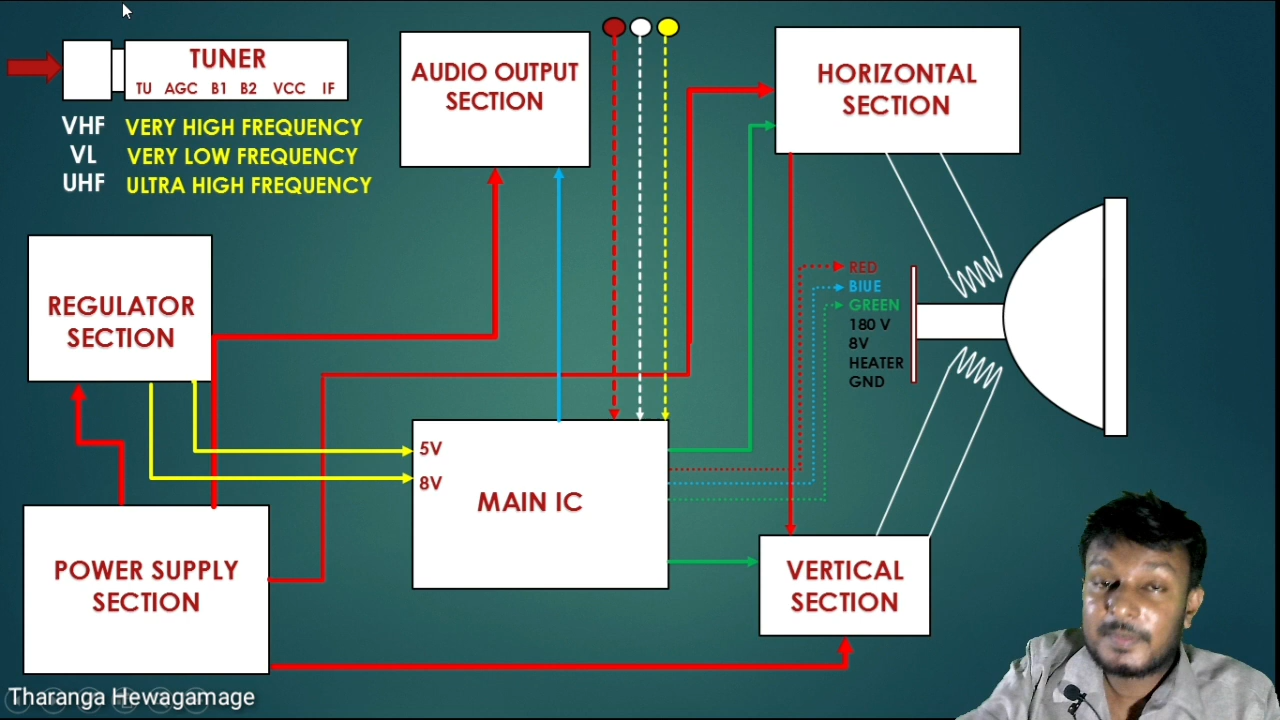 TUNER
TU AGC B1 B2 VCC IF
VHF VERY HIGH FREQUENCY
VL VERY LOW FREQUENCY
UHF ULTRA HIGH FREQUENCY
AUDIO OUTPUT
SECTION
HORIZONTAL
SECTION
REGULATOR
SECTION
RED
BlUE
GREEN
180 V
8V
HEATER
GND
5V
8V
MAIN IC
POWER SUPPLY
SECTION
VERTICAL
SECTION
Tharanga Hewagamage